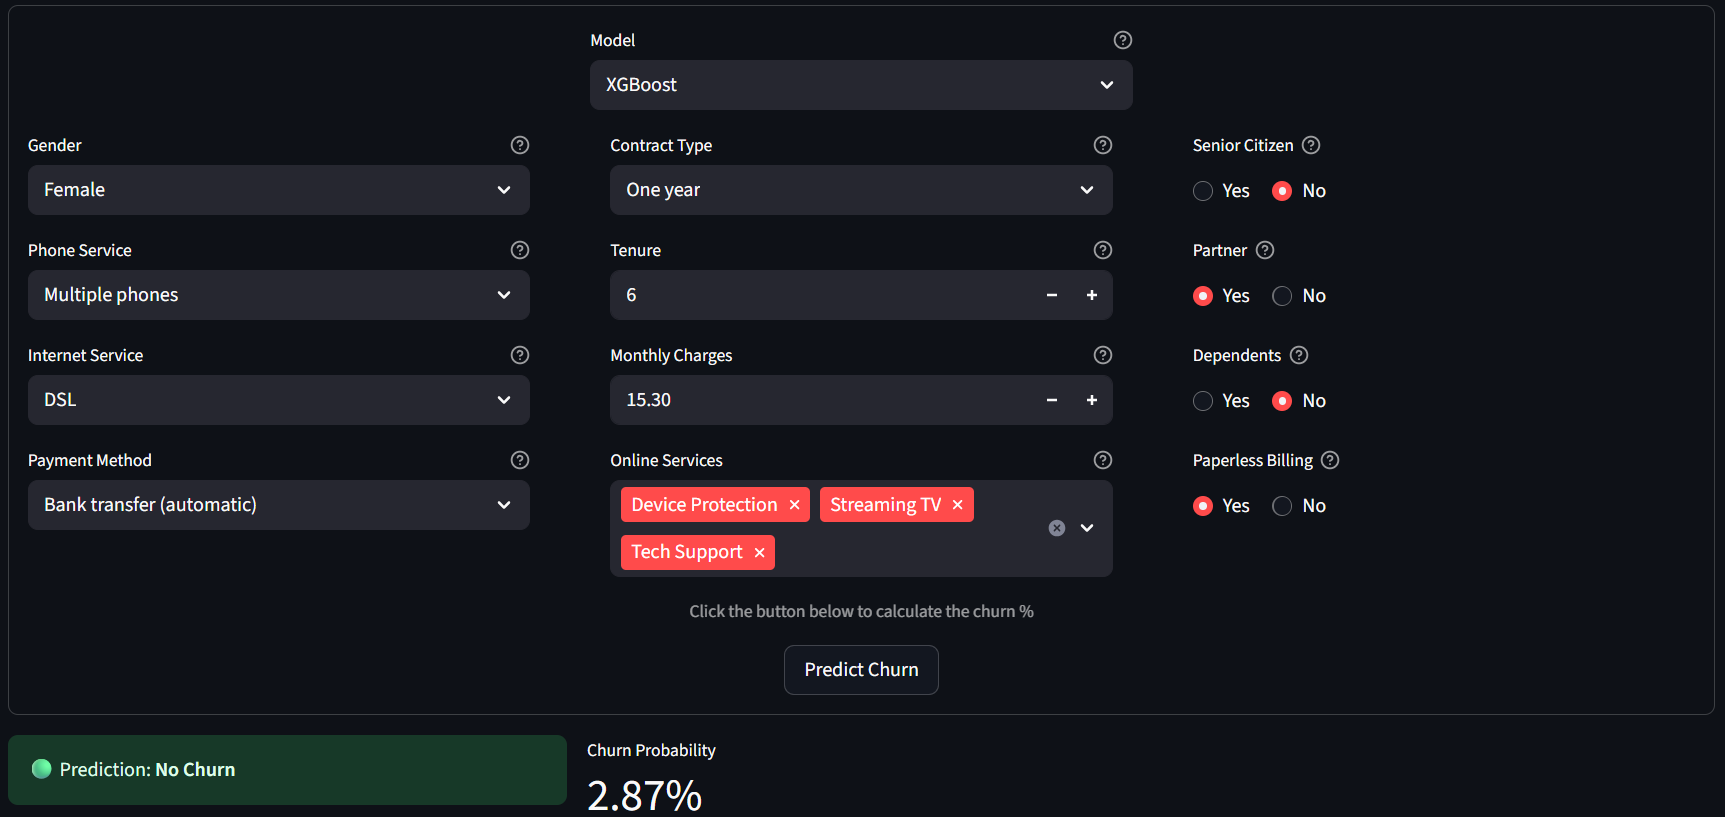 Model
XGBoost
Gender
Contract Type
Senior Citizen
Female
One year
Yes
No
Phone Service
Tenure
Partner
Multiple phones
6
Yes
No
Internet Service
Monthly Charges
Dependents
DSL
15.30
Yes
No
Payment Method
Online Services
Paperless Billing
Bank transfer (automatic)
Device Protection
Streaming TV
Tech Support
Yes
No
Click the button below to calculate the churn %
Predict Churn
Prediction: No Churn
Churn Probability
2.87%